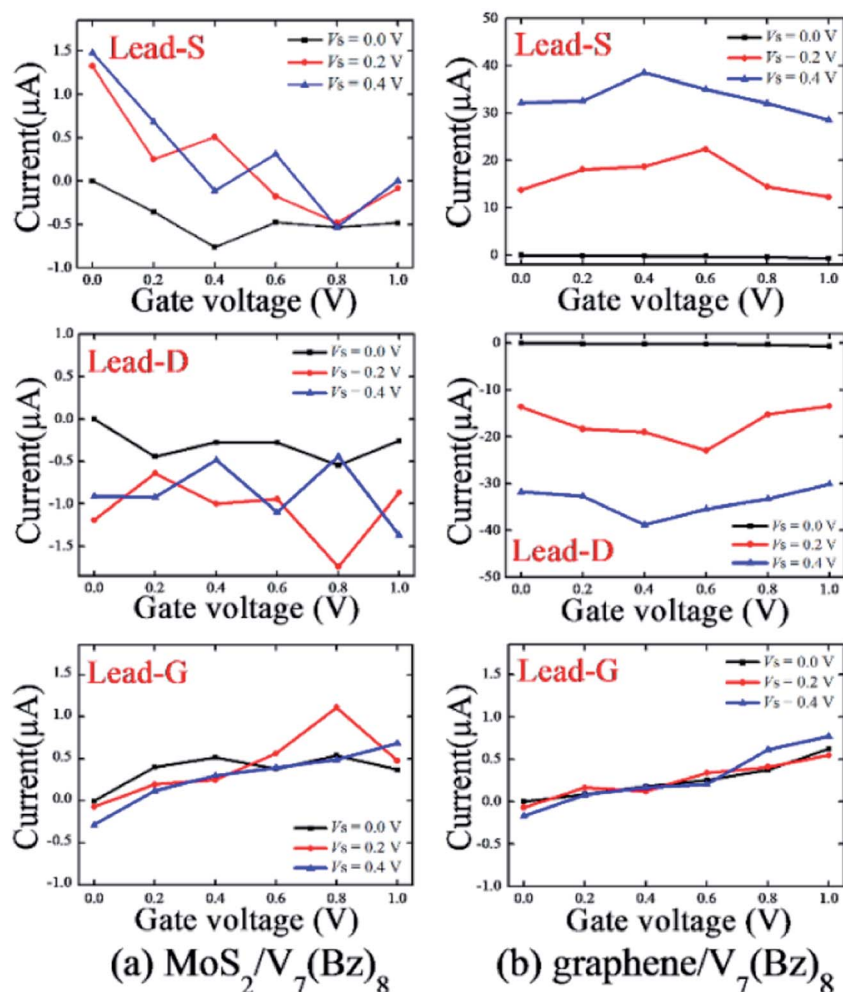 Lead-S
Vs = 0.0 V
Vs = 0.2 V
Vs = 0.4 V
Current(μA)
1.5
1.0
0.5
0.0
-0.5
-1.0
0.0 0.2 0.4 0.6 0.8 1.0
Gate voltage (V)
Lead-S
Vs = 0.0 V
Vs - 0.2 V
Vs = 0.4 V
Current(μA)
50
40
30
20
10
0
0.0 0.2 0.4 0.6 0.8 1.0
Gate voltage (V)
Lead-D
Vs = 0.0 V
Vs = 0.2 V
Vs - 0.4 V
Current(μA)
1.0
0.5
0.0
-0.5
-1.0
-1.5
0.0 0.2 0.4 0.6 0.8 1.0
Gate voltage (V)
Lead-D
Vs = 0.0 V
Vs = 0.2 V
Vs = 0.4 V
Current(μA)
0
-10
-20
-30
-40
-50
0.0 0.2 0.4 0.6 0.8 1.0
Gate voltage (V)
Lead-G
Vs = 0.0 V
Vs = 0.2 V
Vs = 0.4 V
Current(μA)
1.5
1.0
0.5
0.0
-0.5
-1.0
0.0 0.2 0.4 0.6 0.8 1.0
Gate voltage (V)
Lead-G
Vs = 0.0 V
Vs - 0.2 V
Vs - 0.4 V
Current(μA)
1.5
1.0
0.5
0.0
-0.5
-1.0
0.0 0.2 0.4 0.6 0.8 1.0
Gate voltage (V)
(a) MoS₂/V₇(Bz)₈
(b) graphene/V₇(Bz)₈